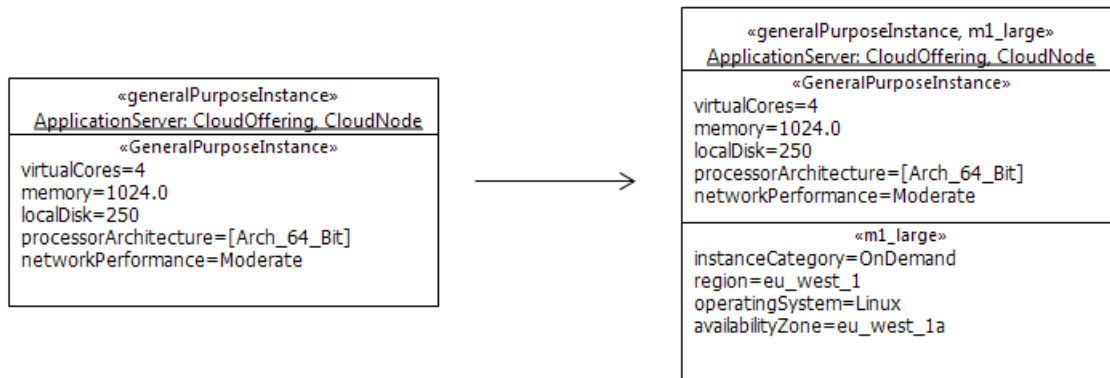 «generalPurposeInstance»
ApplicationServer: CloudOffering, CloudNode
«GeneralPurposeInstance»
virtualCores=4
memory=1024.0
localDisk=250
processorArchitecture=[Arch_64_Bit]
networkPerformance=Moderate
«generalPurposeInstance, m1_large»
ApplicationServer: CloudOffering, CloudNode
«GeneralPurposeInstance»
virtualCores=4
memory=1024.0
localDisk=250
processorArchitecture=[Arch_64_Bit]
networkPerformance=Moderate
«m1_large»
instanceCategory=OnDemand
region=eu_west_1
operatingSystem=Linux
availabilityZone=eu_west_1a